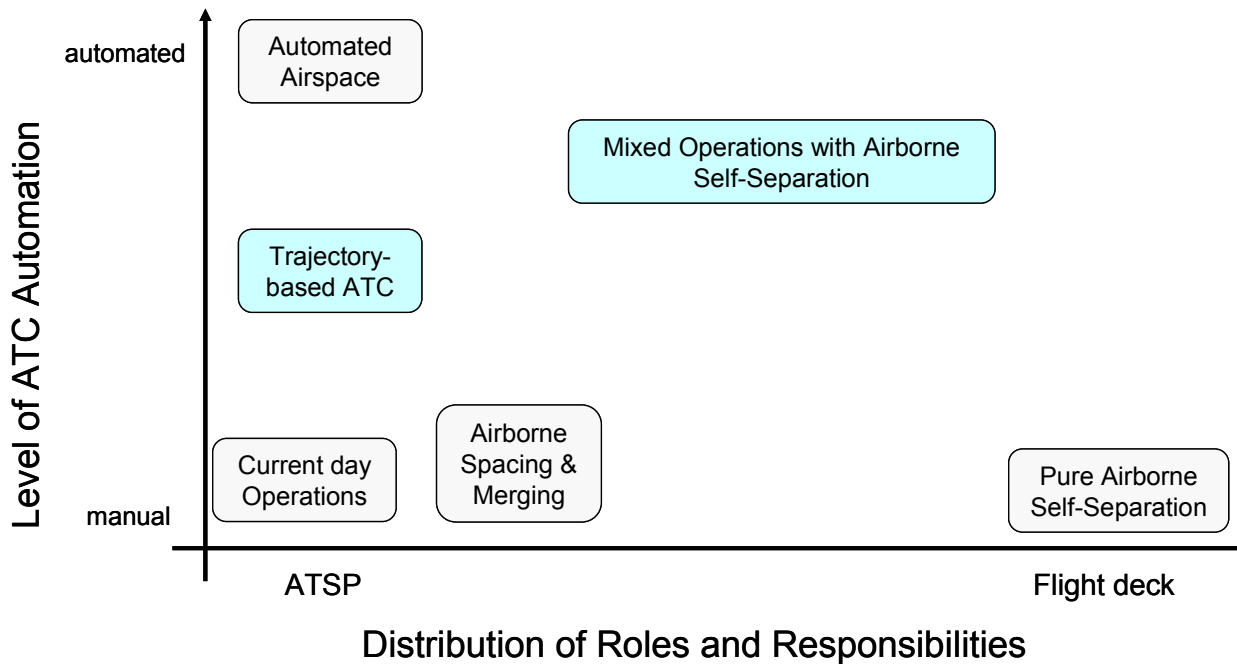 automated
Automated
Airspace
Mixed Operations with Airborne
Self-Separation
Level of ATC Automation
Trajectory-
based ATC
Current day
Operations
Airborne
Spacing &
Merging
Pure Airborne
Self-Separation
manual
ATSP
Flight deck
Distribution of Roles and Responsibilities